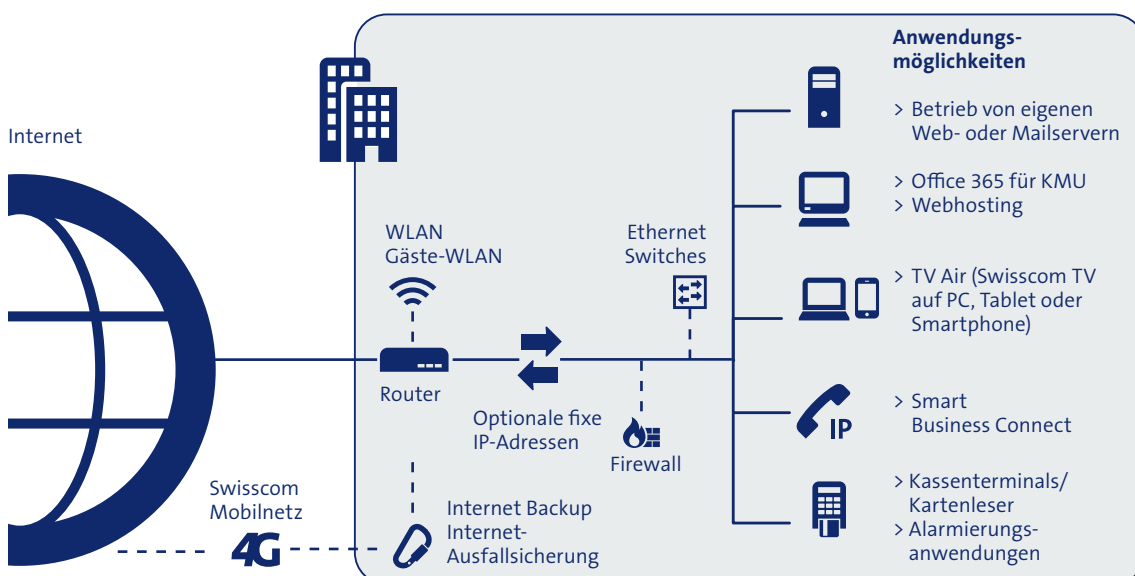 Internet
Swisscom
Mobilnetz
4G
WLAN
Gäste-WLAN
Router
Optionale fixe
IP-Adressen
Internet Backup
Internet-
Ausfallsicherung
Ethernet
Switches
Firewall
IP
Anwendungs-
möglichkeiten
> Betrieb von eigenen
Web- oder Mailservern
> Office 365 für KMU
> Webhosting
> TV Air (Swisscom TV
auf PC, Tablet oder
Smartphone)
> Smart
Business Connect
> Kassenterminals/
Kartenleser
> Alarmierungs-
anwendungen